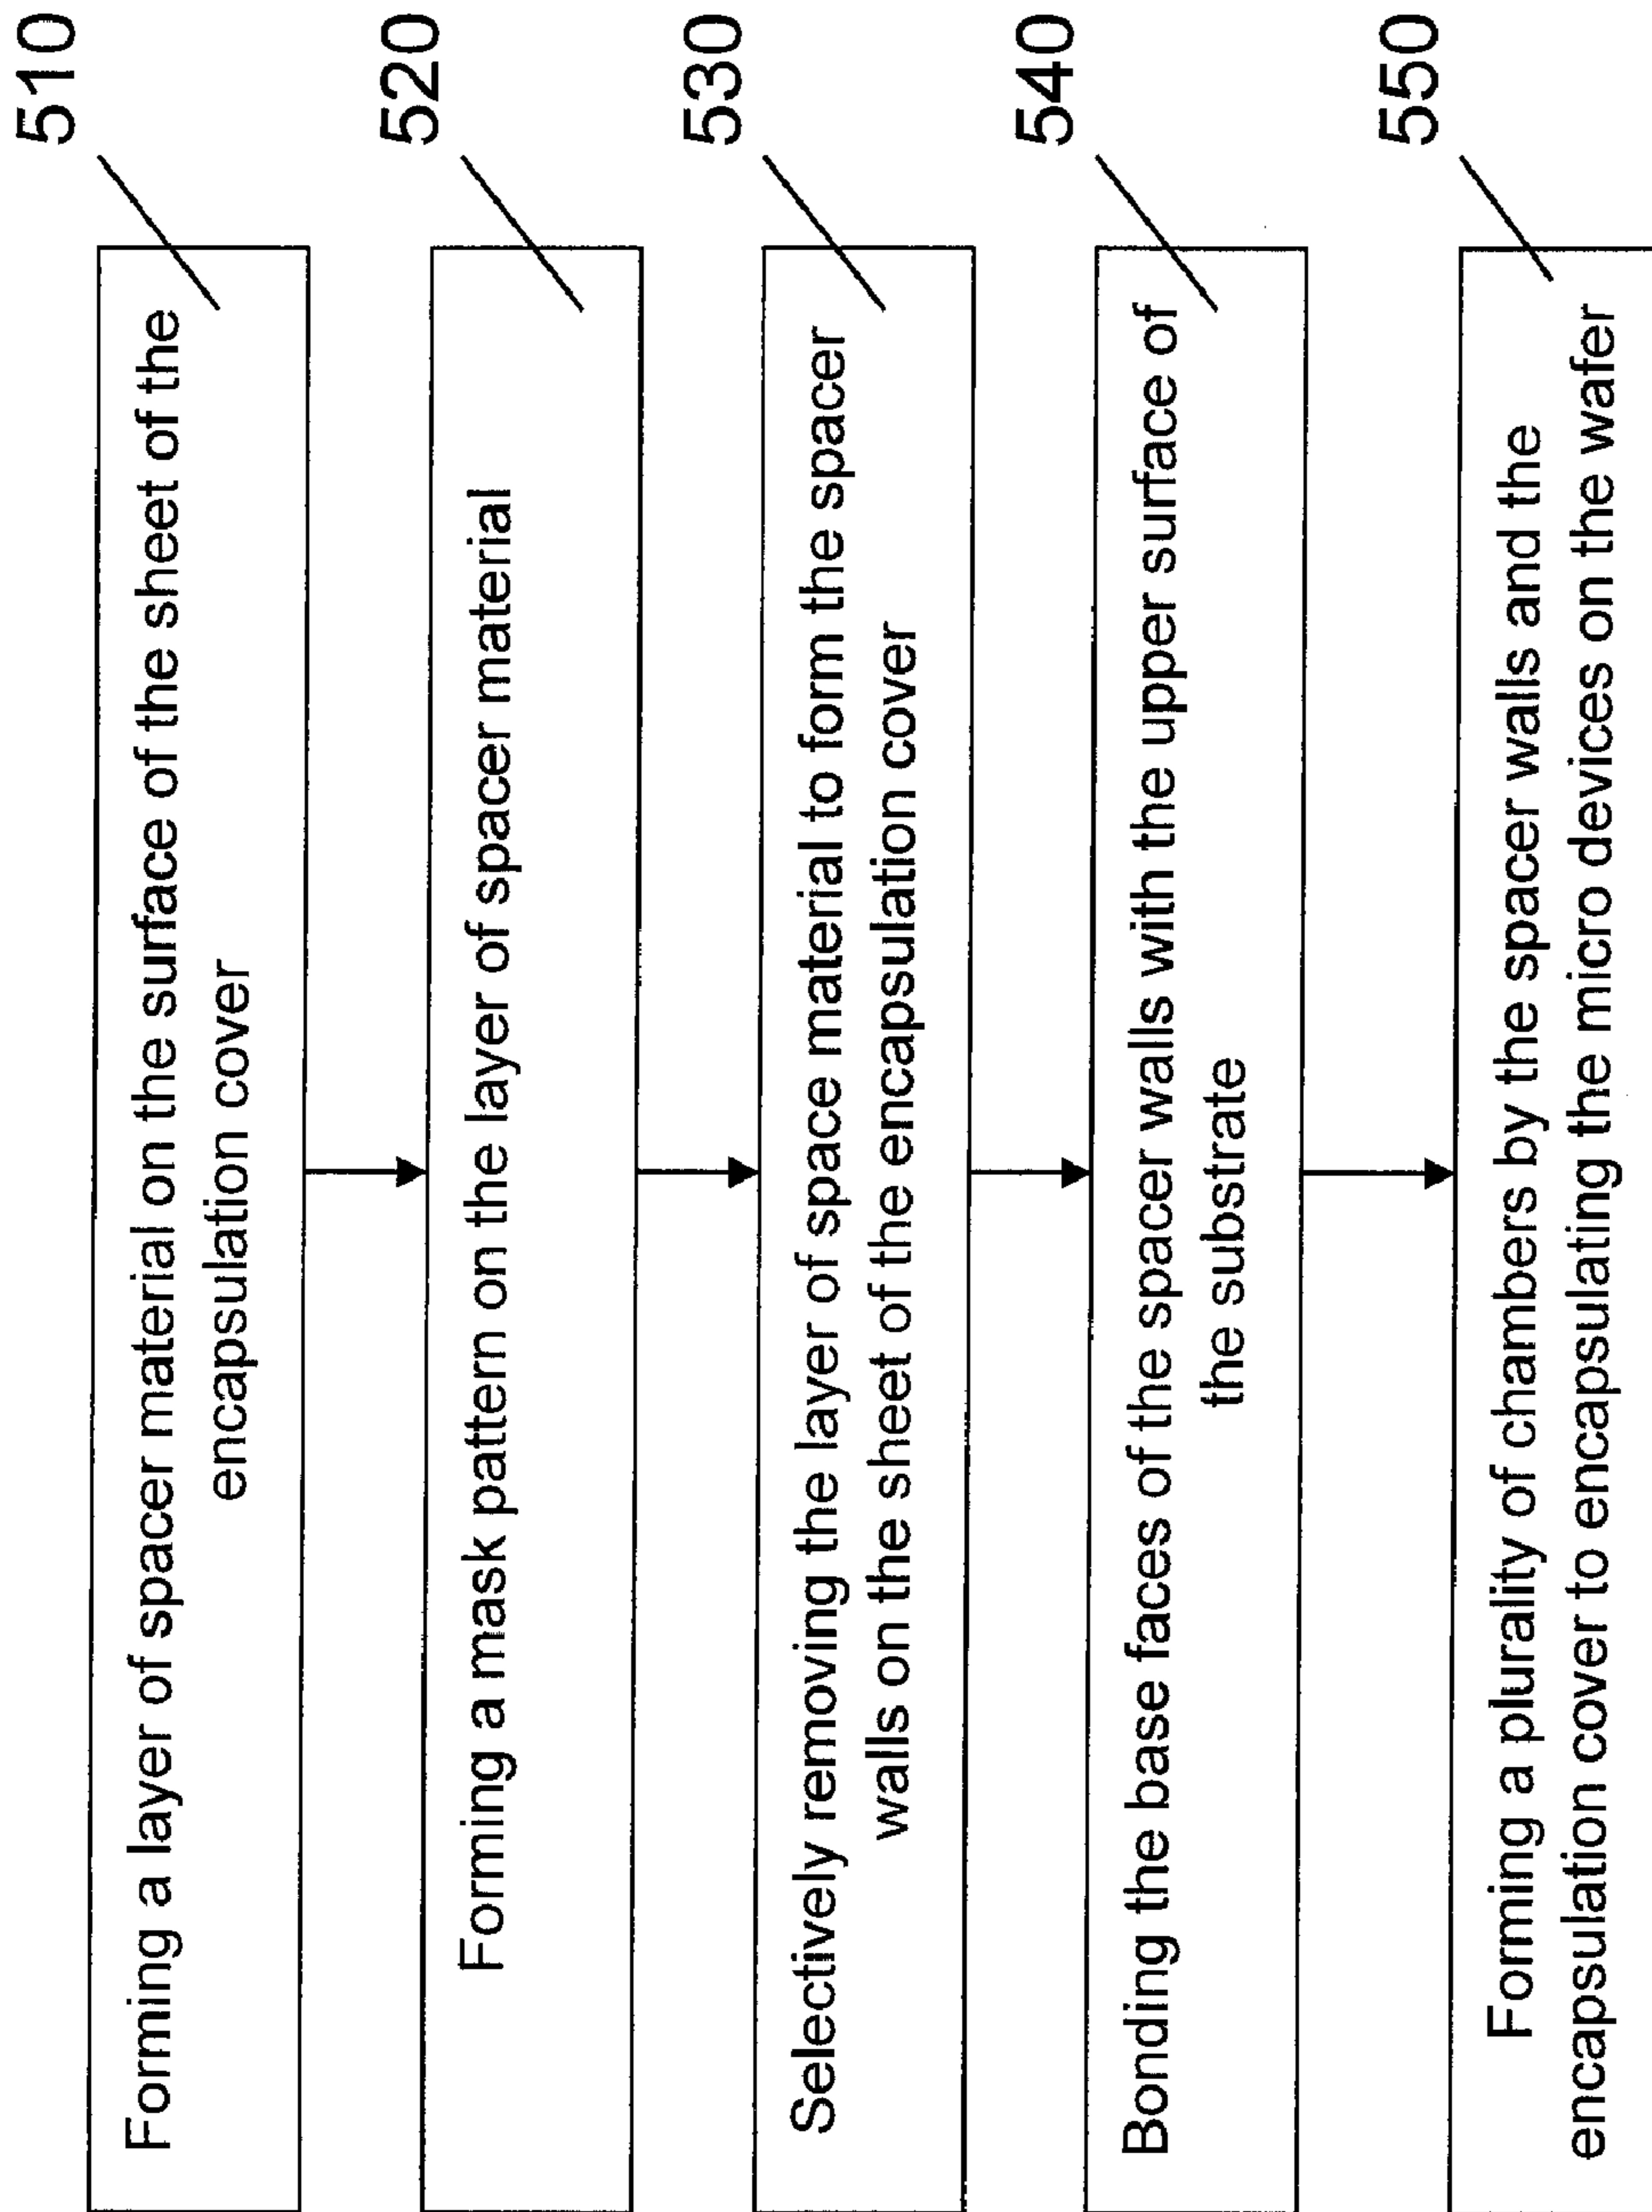 510
Forming a layer of spacer material on the surface of the sheet of the
encapsulation cover
520
Forming a mask pattern on the layer of spacer material
530
Selectively removing the layer of space material to form the spacer
walls on the sheet of the encapsulation cover
540
Bonding the base faces of the spacer walls with the upper surface of
the substrate
550
Forming a plurality of chambers by the spacer walls and the
encapsulation cover to encapsulating the micro devices on the wafer